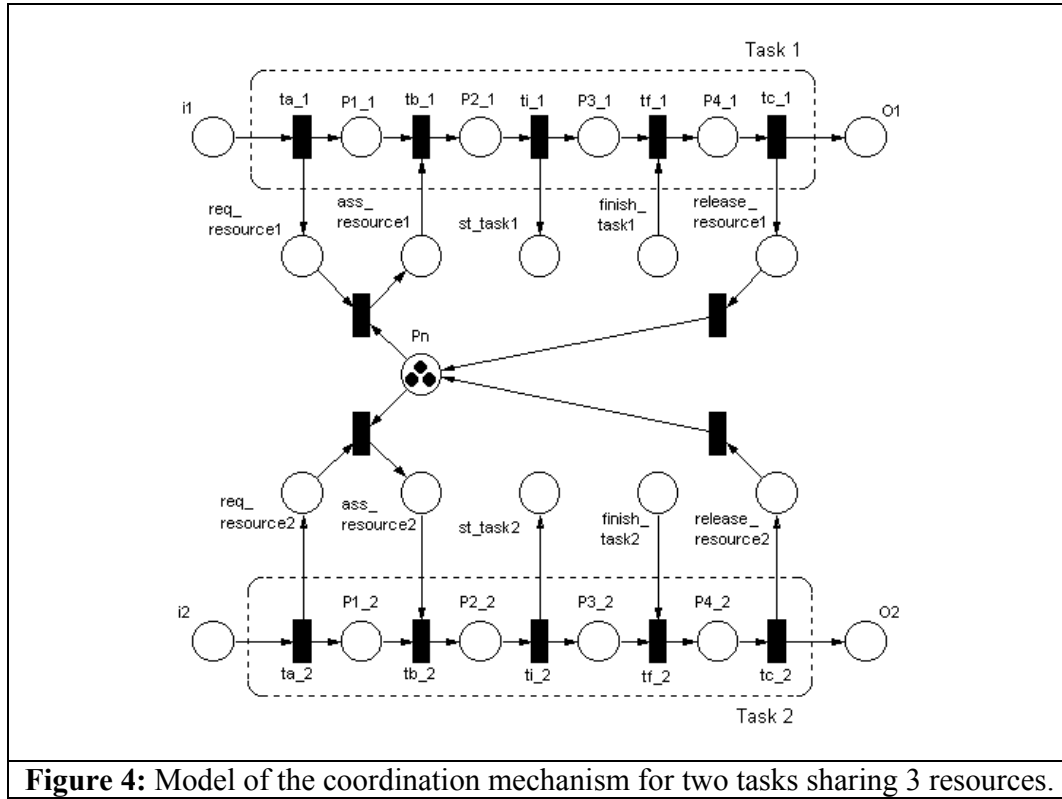 Task 1
i1
ta_1
P1_1
tb_1
P2_1
ti_1
P3_1
tf_1
P4_1
tc_1
O1
req_
resource1
ass_
resource1
st_task1
finish_
task1
release_
resource1
Pn
req_
resource2
ass_
resource2
st_task2
finish_
task2
release_
resource2
i2
P1_2
P2_2
P3_2
P4_2
O2
ta_2
tb_2
ti_2
tf_2
tc_2
Task 2
Figure 4: Model of the coordination mechanism for two tasks sharing 3 resources.